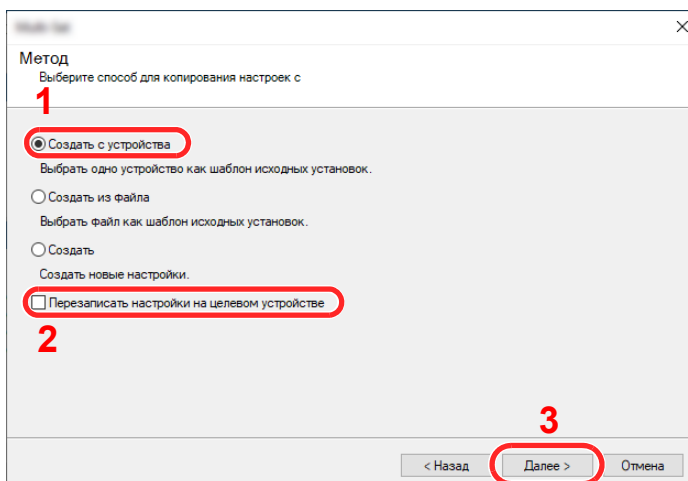 Метод
Выберите способ для копирования настроек с
1
Создать с устройства
Выбрать одно устройство как шаблон исходных установок.
Создать из файла
Выбрать файл как шаблон исходных установок.
Создать
Создать новые настройки.
Перезаписать настройки на целевом устройстве
2
3
< Назад Далее > Отмена